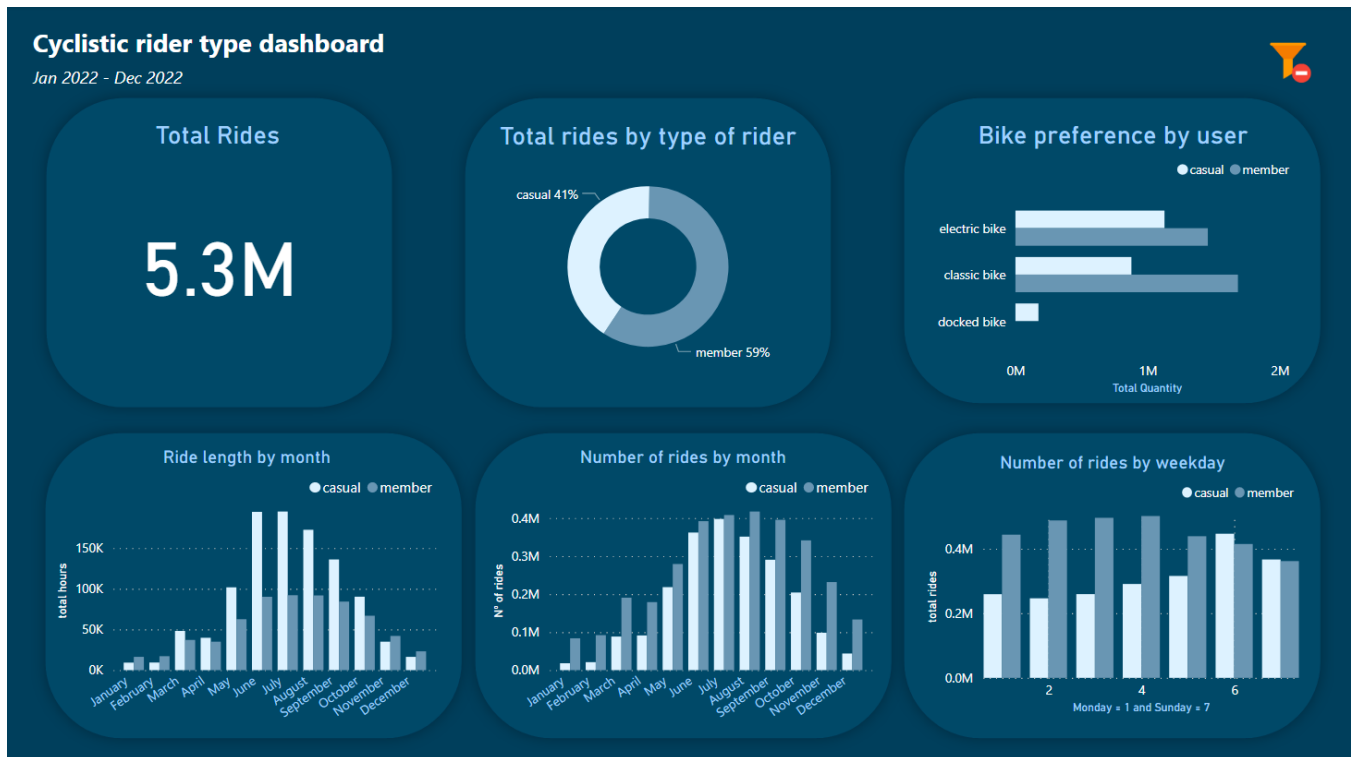 Cyclistic rider type dashboard
Jan 2022 - Dec 2022
Total Rides
5.3M
Total rides by type of rider
casual 41%
member 59%
Bike preference by user
casual member
electric bike
classic bike
docked bike
0M 1M 2M
Total Quantity
Ride length by month
casual member
total hours
150K
100K
50K
0K
January February March April May June July August September October November December
Number of rides by month
casual member
N° of rides
0.4M
0.3M
0.2M
0.1M
0.0M
January February March April May June July August September October November December
Number of rides by weekday
casual member
total rides
0.4M
0.2M
0.0M
2 4 6
Monday = 1 and Sunday = 7